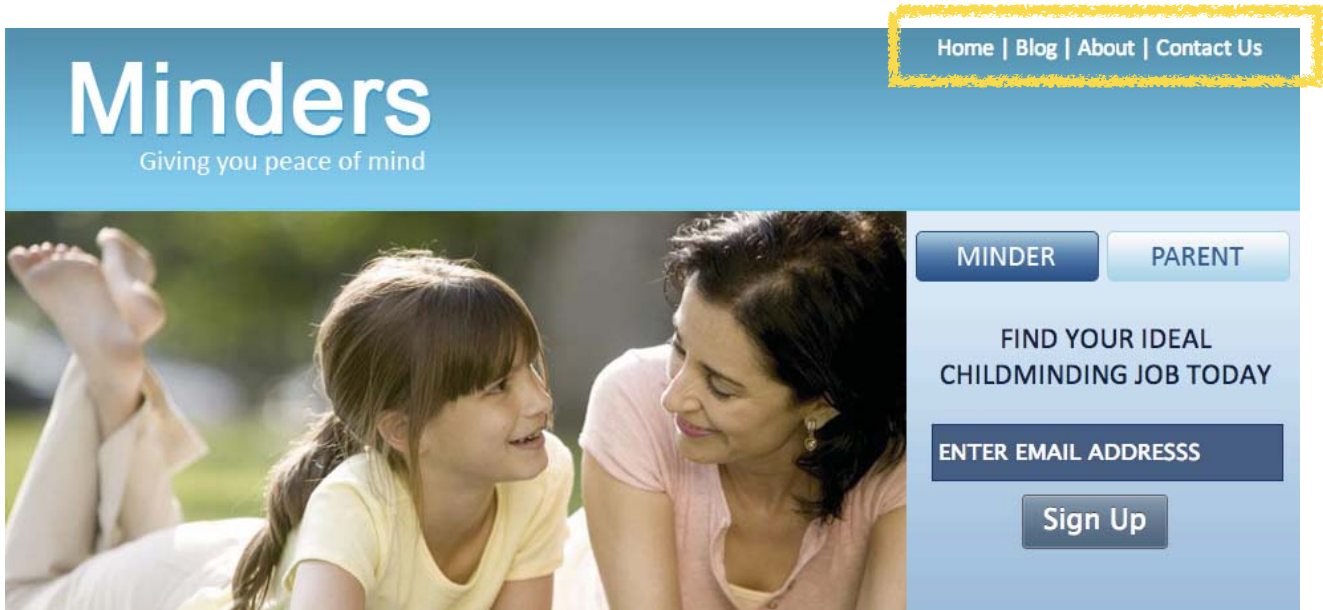 Home | Blog | About | Contact Us
Minders
Giving you peace of mind
MINDER
PARENT
FIND YOUR IDEAL
CHILDMINDING JOB TODAY
ENTER EMAIL ADDRESSS
Sign Up